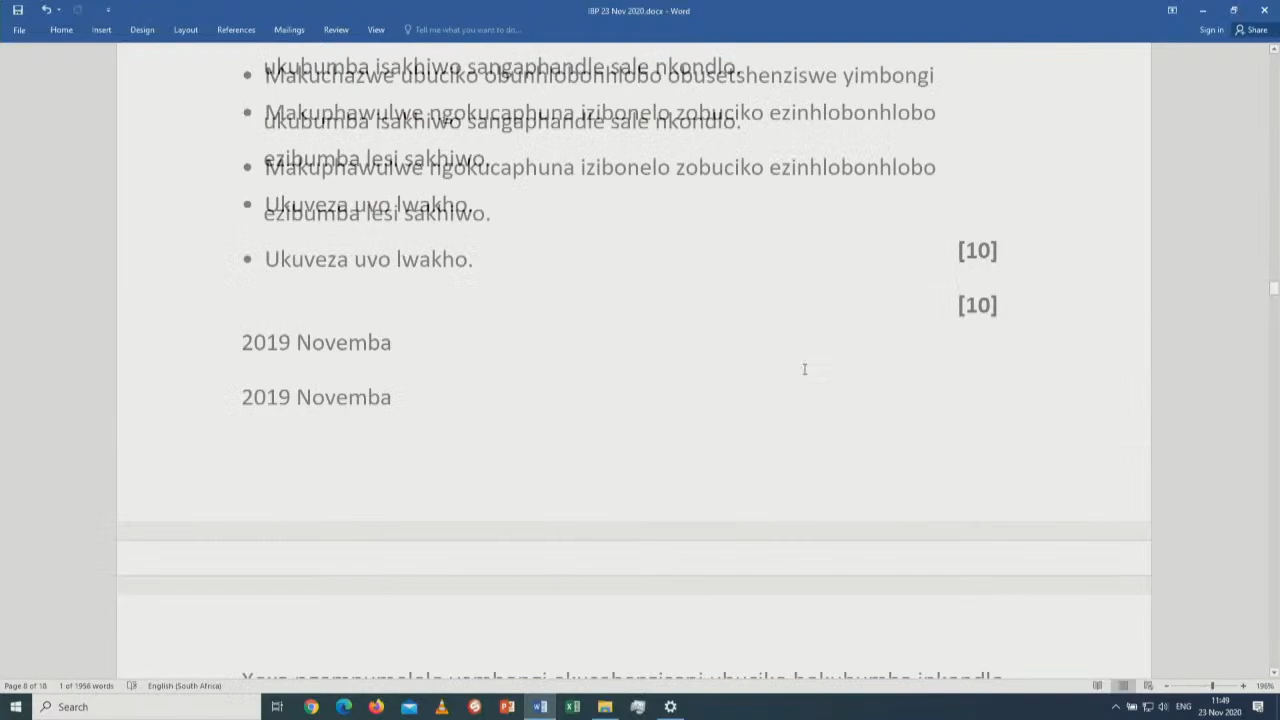 IBP 23 Nov 2020.docx - Word
File Home Insert Design Layout References Mailings Review View Tell me what you want to do... Sign in Share
ukubumba isakhiwo sangaphandle sale nkondlo.
• Makuchazwe ubuciko obunhlobonhlobo obusetshenziswe yimbongi
• Makuphawulwe ngokucaphuna izibonelo zobuciko ezinhlobonhlobo
ukubumba isakhiwo sangaphandle sale nkondlo.
ezibumba lesi sakhiwo.
• Makuphawulwe ngokucaphuna izibonelo zobuciko ezinhlobonhlobo
• Ukuveza uvo lwakho.
ezibumba lesi sakhiwo.
[10]
• Ukuveza uvo lwakho.
[10]
2019 Novemba
2019 Novemba
Page 8 of 18 1 of 1956 words English (South Africa) 196%
Search
11:49
23 Nov 2020